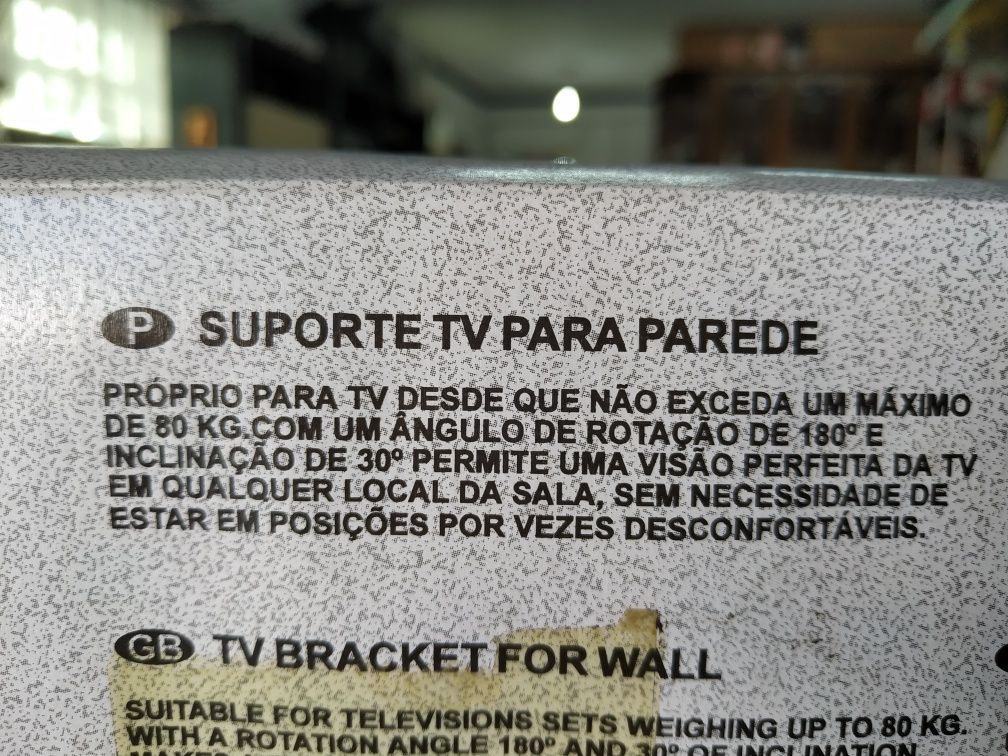 P SUPORTE TV PARA PAREDE
PRÓPRIO PARA TV DESDE QUE NÃO EXCEDA UM MÁXIMO
DE 80 KG.COM UM ÂNGULO DE ROTAÇÃO DE 180º E
INCLINAÇÃO DE 30º PERMITE UMA VISÃO PERFEITA DA TV
EM QUALQUER LOCAL DA SALA, SEM NECESSIDADE DE
ESTAR EM POSIÇÕES POR VEZES DESCONFORTÁVEIS.
GB TV BRACKET FOR WALL
SUITABLE FOR TELEVISIONS SETS WEIGHING UP TO 80 KG.
WITH A ROTATION ANGLE 180º AND 30º OF INCLINATION